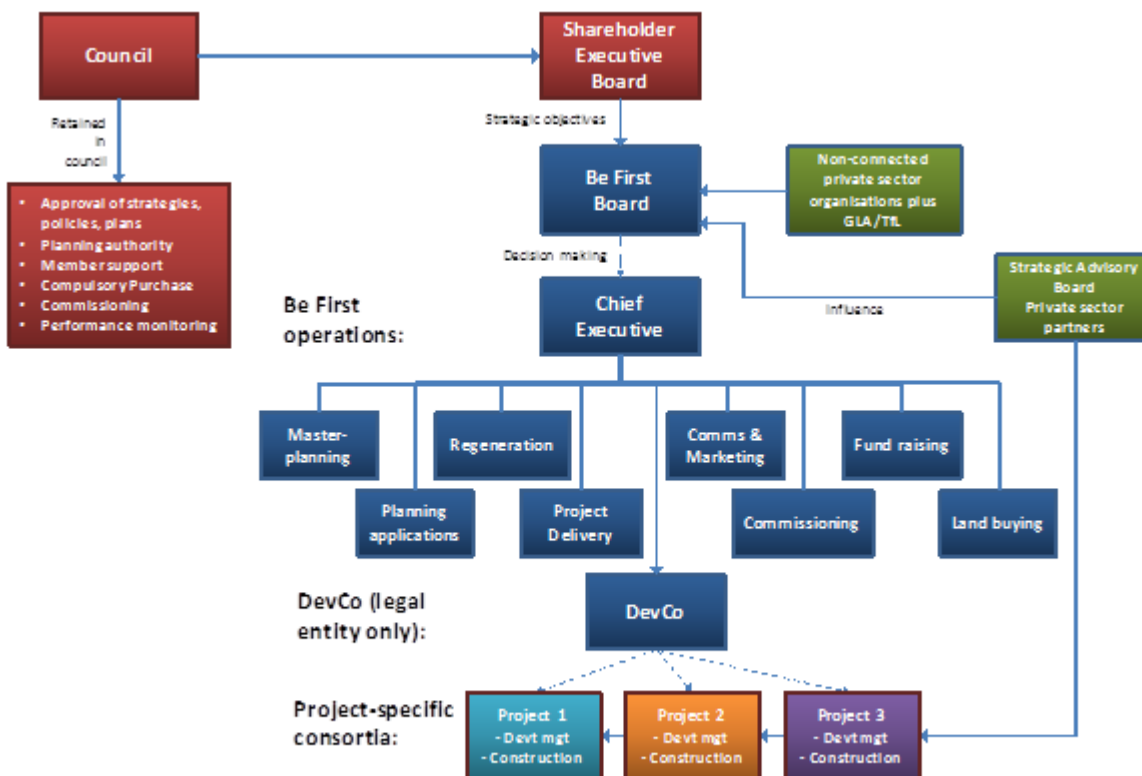 Council
Shareholder
Executive
Board
Retained
in
council
Strategic objectives
• Approval of strategies,
policies, plans
• Planning authority
• Member support
• Compulsory Purchase
• Commissioning
• Performance monitoring
Be First
Board
Non-connected
private sector
organisations plus
GLA/TfL
Decision making
Strategic Advisory
Board
Private sector
partners
Influence
Be First
operations:
Chief
Executive
Master-
planning
Regeneration
Comms &
Marketing
Fund raising
Planning
applications
Project
Delivery
Commissioning
Land buying
DevCo (legal
entity only):
DevCo
Project-specific
consortia:
Project 1
- Devt mgt
- Construction
Project 2
- Devt mgt
- Construction
Project 3
- Devt mgt
- Construction